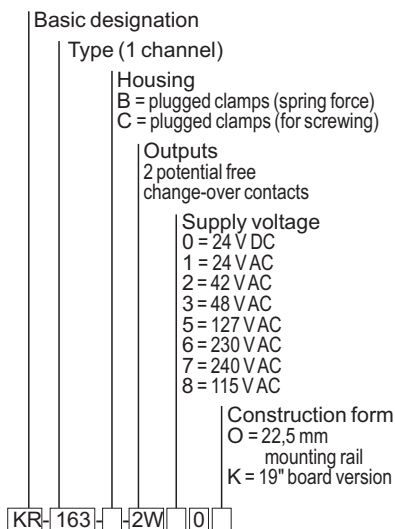 Basic designation
Type (1 channel)
Housing
B = plugged clamps (spring force)
C = plugged clamps (for screwing)
Outputs
2 potential free
change-over contacts
Supply voltage
0 = 24 V DC
1 = 24 V AC
2 = 42 V AC
3 = 48 V AC
5 = 127 V AC
6 = 230 V AC
7 = 240 V AC
8 = 115 V AC
Construction form
O = 22,5 mm
mounting rail
K = 19" board version
KR-163- -2W 0